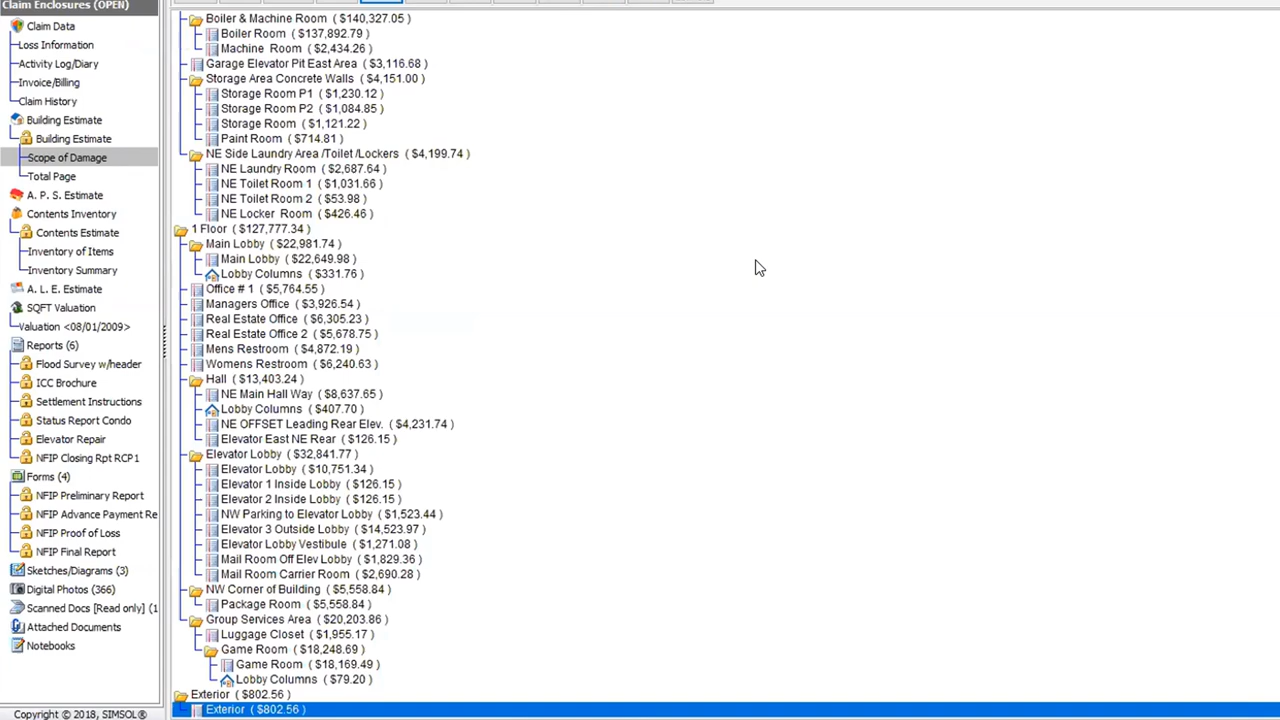 Claim Enclosures (OPEN)
Claim Data
Loss Information
Activity Log/Diary
Invoice/Billing
Claim History
Building Estimate
Building Estimate
Scope of Damage
Total Page
A. P. S. Estimate
Contents Inventory
Contents Estimate
Inventory of Items
Inventory Summary
A. L. E. Estimate
SQFT Valuation
Valuation <08/01/2009>
Reports (6)
Flood Survey w/header
ICC Brochure
Settlement Instructions
Status Report Condo
Elevator Repair
NFIP Closing Rpt RCP1
Forms (4)
NFIP Preliminary Report
NFIP Advance Payment Re
NFIP Proof of Loss
NFIP Final Report
Sketches/Diagrams (3)
Digital Photos (366)
Scanned Docs [Read only] (1
Attached Documents
Notebooks
Copyright © 2018, SIMSOL®
Boiler & Machine Room ( $140,327.05 )
Boiler Room ( $137,892.79 )
Machine Room ( $2,434.26 )
Garage Elevator Pit East Area ( $3,116.68 )
Storage Area Concrete Walls ( $4,151.00 )
Storage Room P1 ( $1,230.12 )
Storage Room P2 ( $1,084.85 )
Storage Room ( $1,121.22 )
Paint Room ( $714.81 )
NE Side Laundry Area /Toilet /Lockers ( $4,199.74 )
NE Laundry Room ( $2,687.64 )
NE Toilet Room 1 ( $1,031.66 )
NE Toilet Room 2 ( $53.98 )
NE Locker Room ( $426.46 )
1 Floor ( $127,777.34 )
Main Lobby ( $22,981.74 )
Main Lobby ( $22,649.98 )
Lobby Columns ( $331.76 )
Office # 1 ( $5,764.55 )
Managers Office ( $3,926.54 )
Real Estate Office ( $6,305.23 )
Real Estate Office 2 ( $5,678.75 )
Mens Restroom ( $4,872.19 )
Womens Restroom ( $6,240.63 )
Hall ( $13,403.24 )
NE Main Hall Way ( $8,637.65 )
Lobby Columns ( $407.70 )
NE OFFSET Leading Rear Elev. ( $4,231.74 )
Elevator East NE Rear ( $126.15 )
Elevator Lobby ( $32,841.77 )
Elevator Lobby ( $10,751.34 )
Elevator 1 Inside Lobby ( $126.15 )
Elevator 2 Inside Lobby ( $126.15 )
NW Parking to Elevator Lobby ( $1,523.44 )
Elevator 3 Outside Lobby ( $14,523.97 )
Elevator Lobby Vestibule ( $1,271.08 )
Mail Room Off Elev Lobby ( $1,829.36 )
Mail Room Carrier Room ( $2,690.28 )
NW Corner of Building ( $5,558.84 )
Package Room ( $5,558.84 )
Group Services Area ( $20,203.86 )
Luggage Closet ( $1,955.17 )
Game Room ( $18,248.69 )
Game Room ( $18,169.49 )
Lobby Columns ( $79.20 )
Exterior ( $802.56 )
Exterior ( $802.56 )